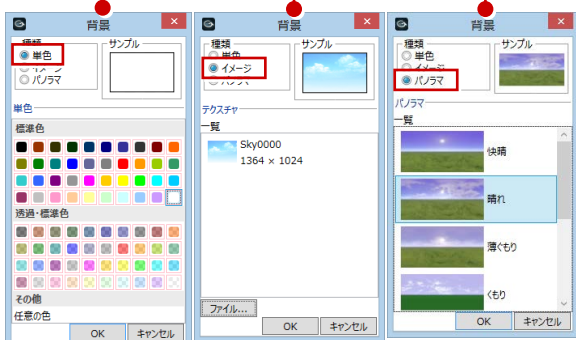 背景
種類
単色
イメージ
パノラマ
サンプル
単色
標準色
透過・標準色
その他
任意の色
OK キャンセル
背景
種類
単色
イメージ
パノラマ
サンプル
テクスチャ
一覧
Sky0000
1364 × 1024
ファイル...
OK キャンセル
背景
種類
単色
イメージ
パノラマ
サンプル
パノラマ
一覧
快晴
晴れ
薄ぐもり
くもり
OK キャンセル